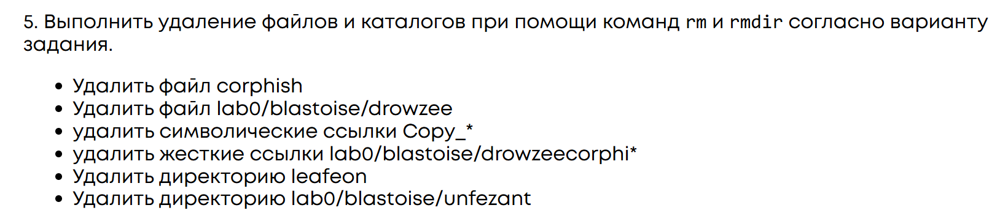 5. Выполнить удаление файлов и каталогов при помощи команд rm и rmdir согласно варианту
задания.
• Удалить файл corphish
• Удалить файл lab0/blastoise/drowzee
• удалить символические ссылки Copy_*
• удалить жесткие ссылки lab0/blastoise/drowzeecorphi*
• Удалить директорию leafeon
• Удалить директорию lab0/blastoise/unfezant